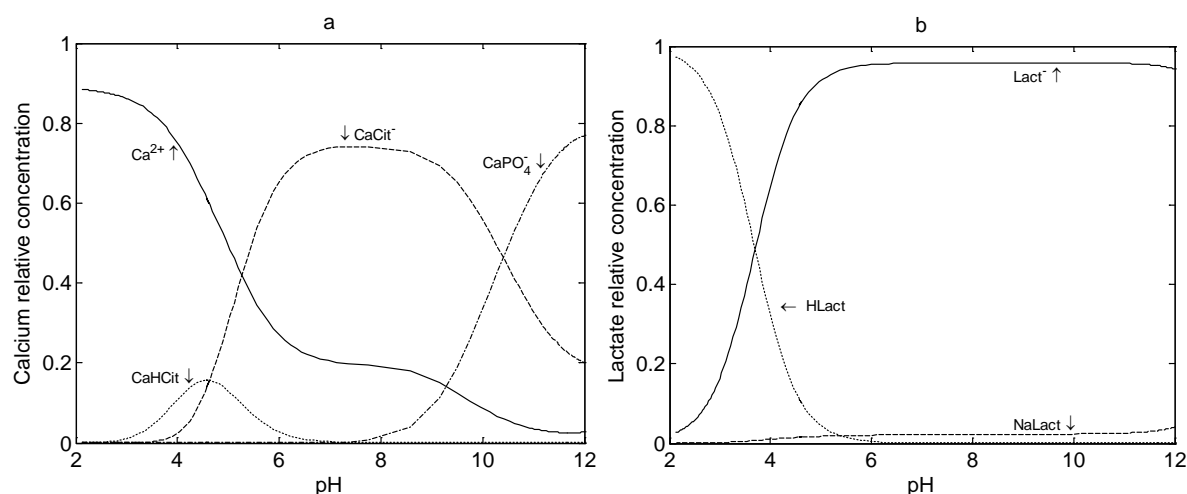 a
Calcium relative concentration
1
0.8
0.6
0.4
0.2
0
Ca²⁺ ↑
↓ CaCit⁻
CaPO₄⁻ ↓
CaHCit ↓
2 4 6 8 10 12
pH
b
Lactate relative concentration
1
0.8
0.6
0.4
0.2
0
Lact⁻ ↑
← HLact
NaLact ↓
2 4 6 8 10 12
pH